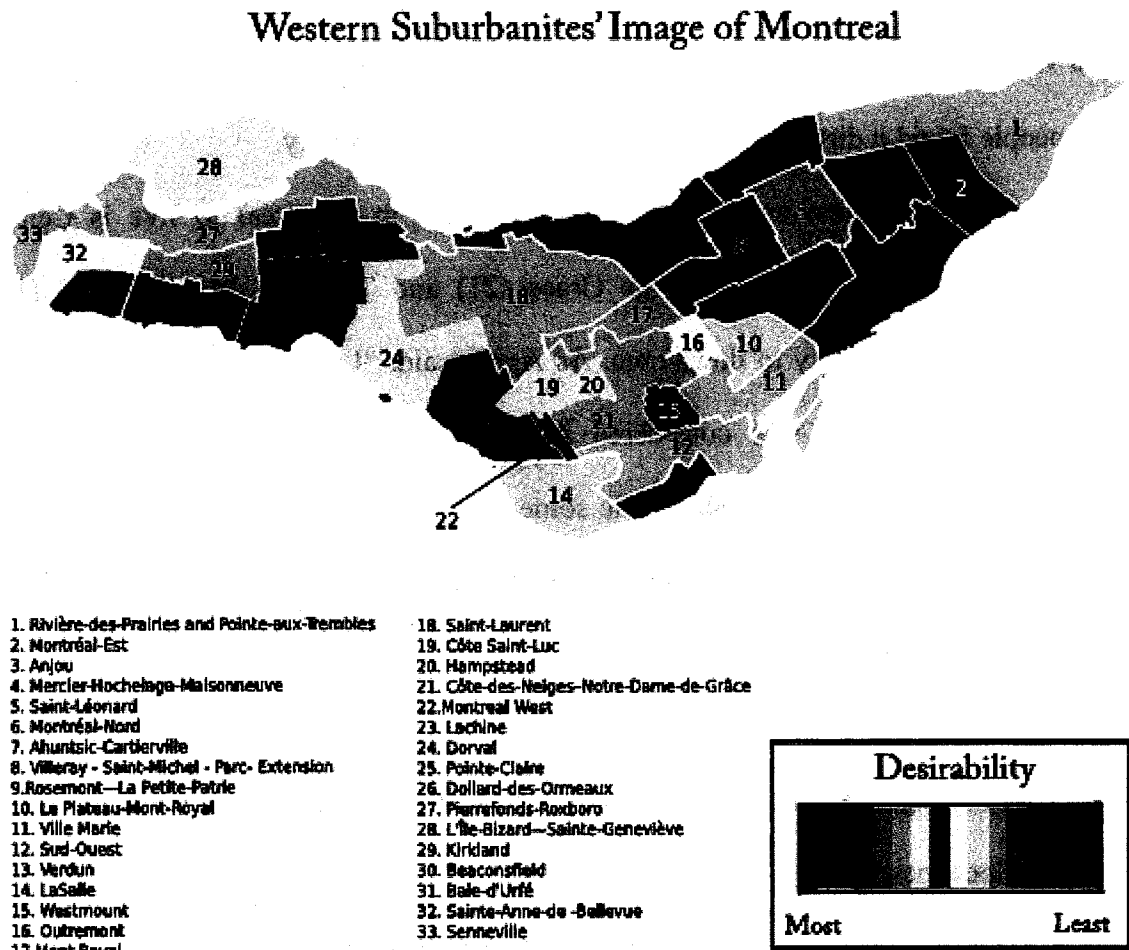 Western Suburbanites' Image of Montreal
28
1
2
33
27
32
29
18
17
16
10
24
19
20
11
15
21
12
14
22
1. Rivière-des-Prairies and Pointe-aux-Trembles
2. Montréal-Est
3. Anjou
4. Mercier-Hochelaga-Maisonneuve
5. Saint-Léonard
6. Montréal-Nord
7. Ahuntsic-Cartierville
8. Villeray - Saint-Michel - Parc- Extension
9.Rosemont—La Petite-Patrie
10. Le Plateau-Mont-Royal
11. Ville Marie
12. Sud-Ouest
13. Verdun
14. LaSalle
15. Westmount
16. Outremont
17.Mont Royal
18. Saint-Laurent
19. Côte Saint-Luc
20. Hampstead
21. Côte-des-Neiges-Notre-Dame-de-Grâce
22.Montreal West
23. Lachine
24. Dorval
25. Pointe-Claire
26. Dollard-des-Ormeaux
27. Pierrefonds-Roxboro
28. L'Île-Bizard—Sainte-Geneviève
29. Kirkland
30. Beaconsfield
31. Baie-d'Urfé
32. Sainte-Anne-de -Bellevue
33. Senneville
Desirability
Most Least